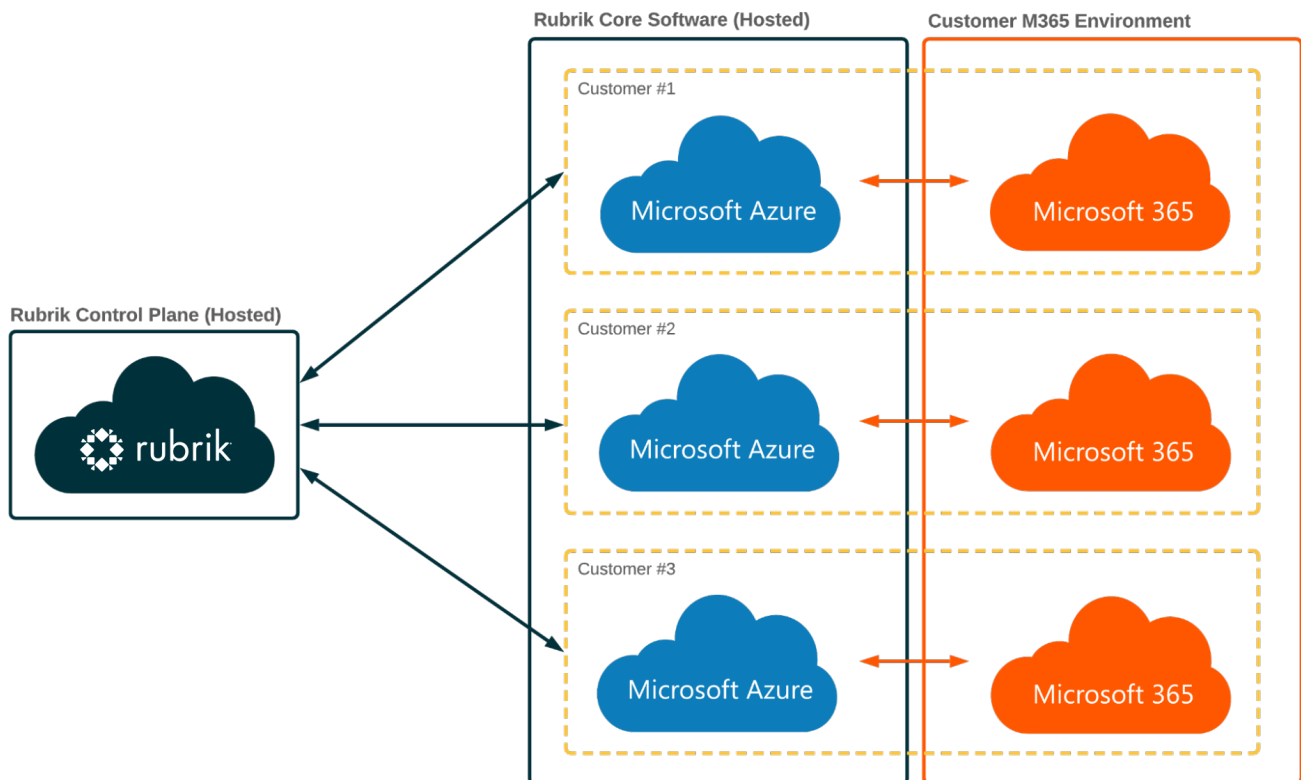 Rubrik Core Software (Hosted)
Customer M365 Environment
Customer #1
Microsoft Azure
Microsoft 365
Rubrik Control Plane (Hosted)
rubrik
Customer #2
Microsoft Azure
Microsoft 365
Customer #3
Microsoft Azure
Microsoft 365